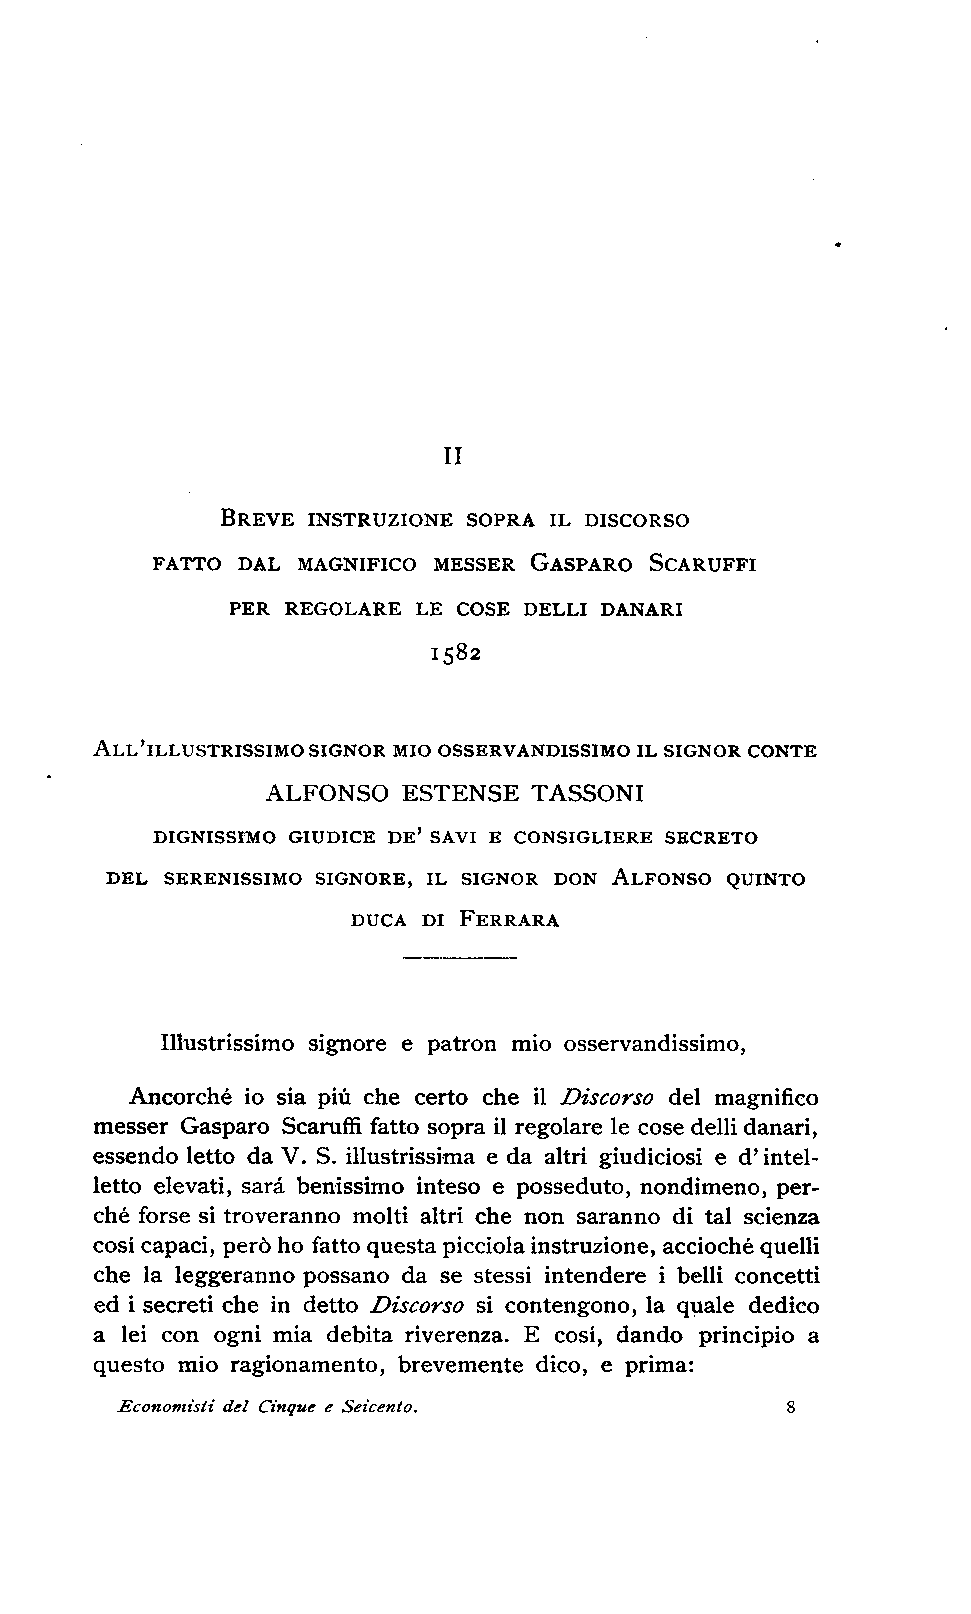 II
BREVE INSTRUZIONE SOPRA IL DISCORSO
FATTO DAL MAGNIFICO MESSER GASPARO SCARUFFI
PER REGOLARE LE COSE DELLI DANARI
1582
ALL'ILLUSTRISSIMO SIGNOR MIO OSSERVANDISSIMO IL SIGNOR CONTE
ALFONSO ESTENSE TASSONI
DIGNISSIMO GIUDICE DE' SAVI E CONSIGLIERE SECRETO
DEL SERENISSIMO SIGNORE, IL SIGNOR DON ALFONSO QUINTO
DUCA DI FERRARA
Illustrissimo signore e patron mio osservandissimo,
Ancorché io sia piú che certo che il Discorso del magnifico
messer Gasparo Scaruffi fatto sopra il regolare le cose delli danari,
essendo letto da V. S. illustrissima e da altri giudiciosi e d'intel-
letto elevati, sará benissimo inteso e posseduto, nondimeno, per-
ché forse si troveranno molti altri che non saranno di tal scienza
cosí capaci, però ho fatto questa picciola instruzione, accioché quelli
che la leggeranno possano da se stessi intendere i belli concetti
ed i secreti che in detto Discorso si contengono, la quale dedico
a lei con ogni mia debita riverenza. E cosí, dando principio a
questo mio ragionamento, brevemente dico, e prima:
Economisti del Cinque e Seicento. 8